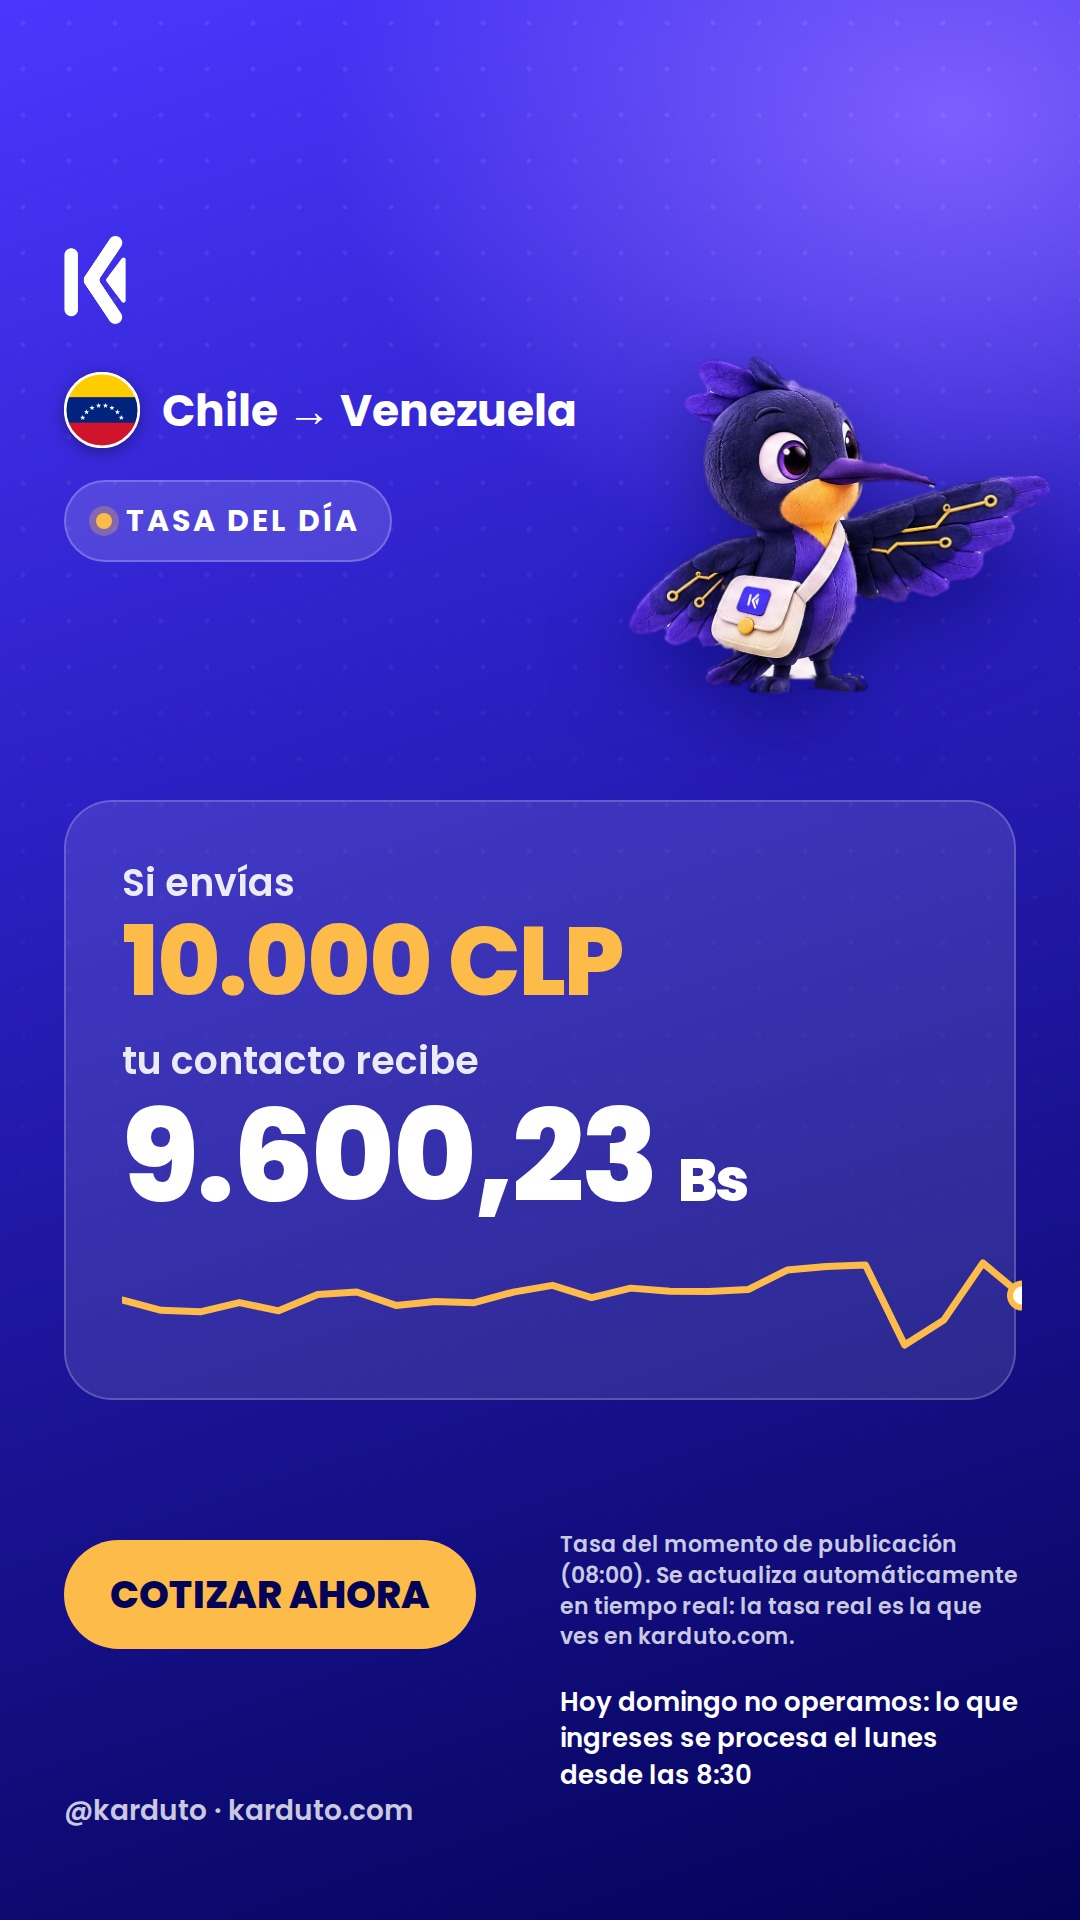 Chile → Venezuela
TASA DEL DÍA
Si envías
10.000 CLP
tu contacto recibe
9.600,23 Bs
COTIZAR AHORA
Tasa del momento de publicación
(08:00). Se actualiza automáticamente
en tiempo real: la tasa real es la que
ves en karduto.com.
Hoy domingo no operamos: lo que
ingreses se procesa el lunes
desde las 8:30
@karduto · karduto.com